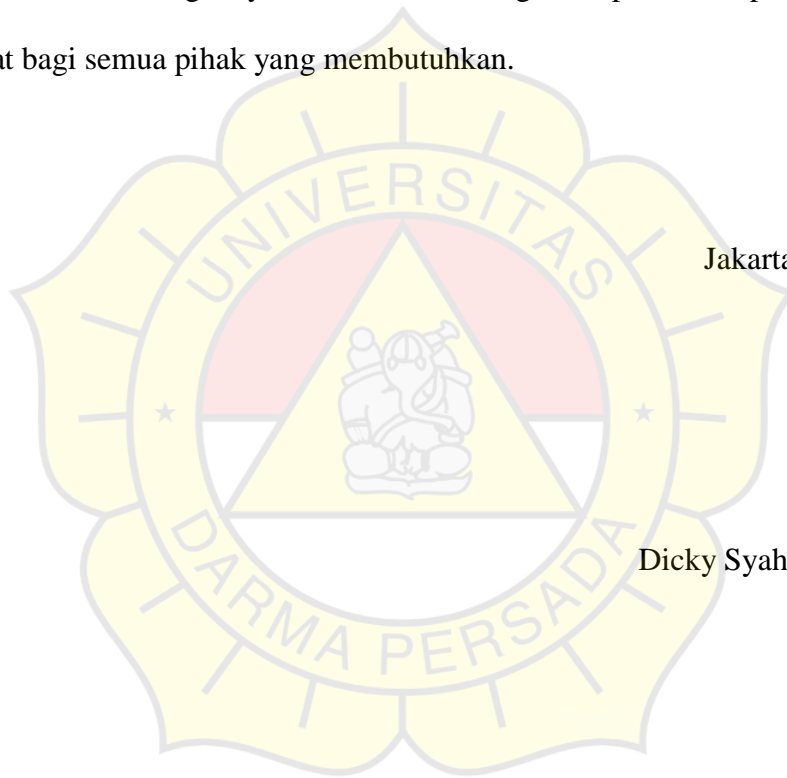 at bagi semua pihak yang membutuhkan.
UNIVERSITAS
Jakarta
Dicky Syah
DARMA PERSADA